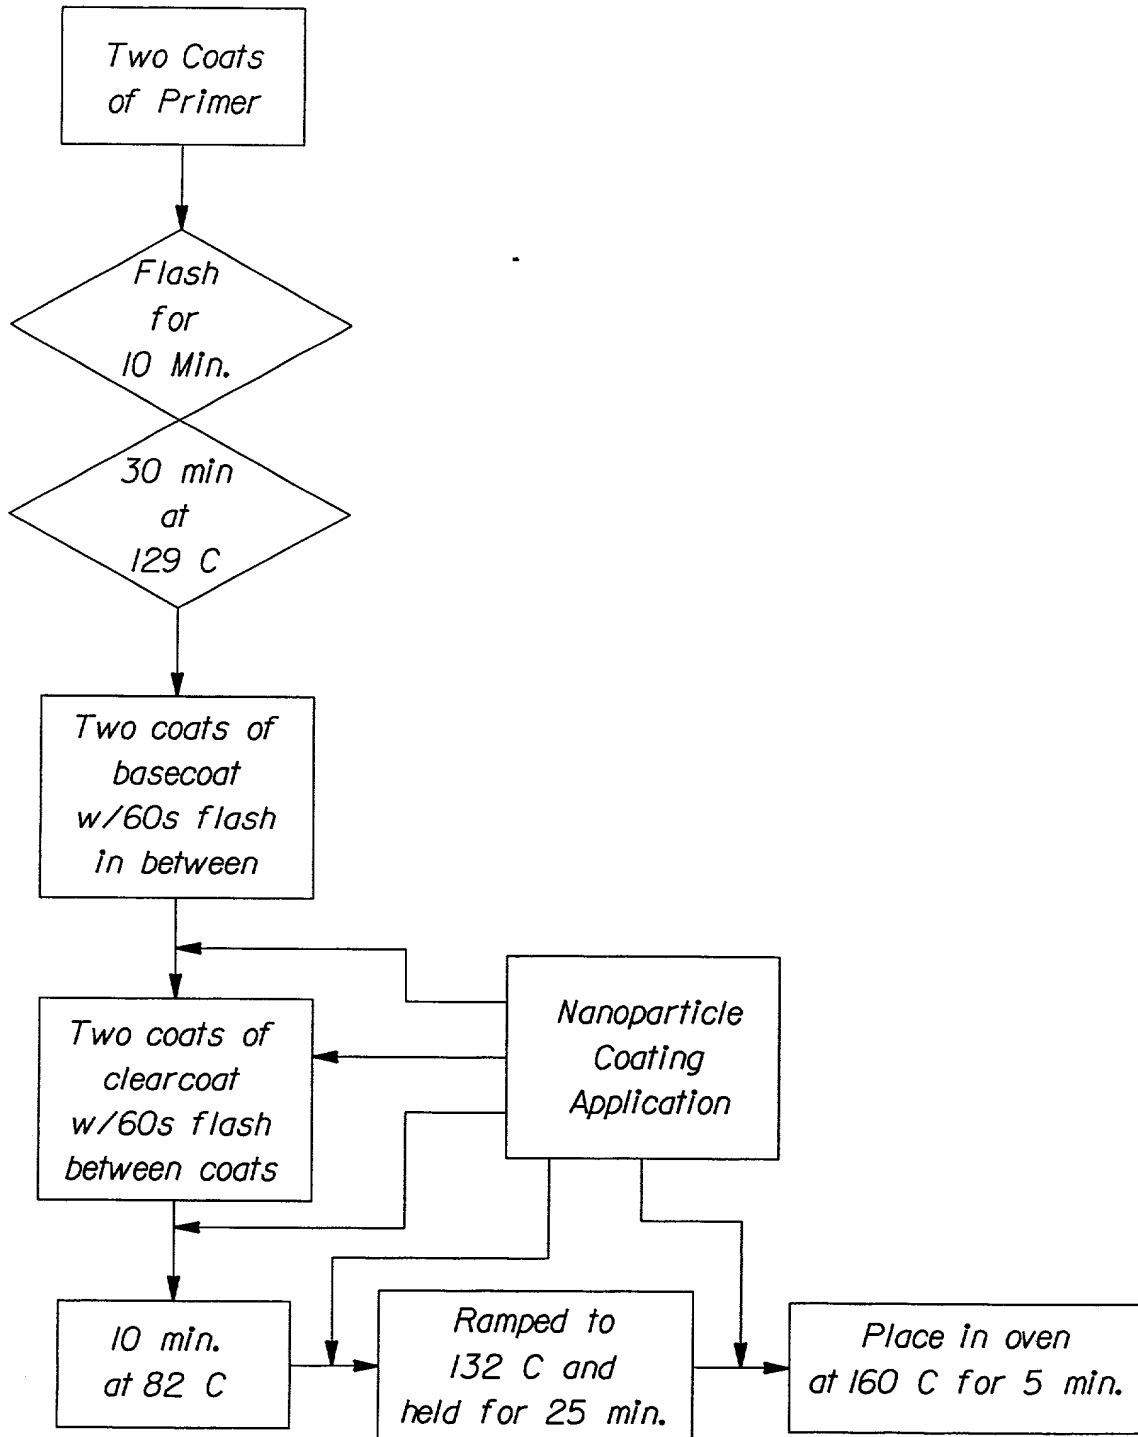 Two Coats
of Primer
Flash
for
10 Min.
30 min
at
129 C
Two coats of
basecoat
w/60s flash
in between
Two coats of
clearcoat
w/60s flash
between coats
Nanoparticle
Coating
Application
10 min.
at 82 C
Ramped to
132 C and
held for 25 min.
Place in oven
at 160 C for 5 min.